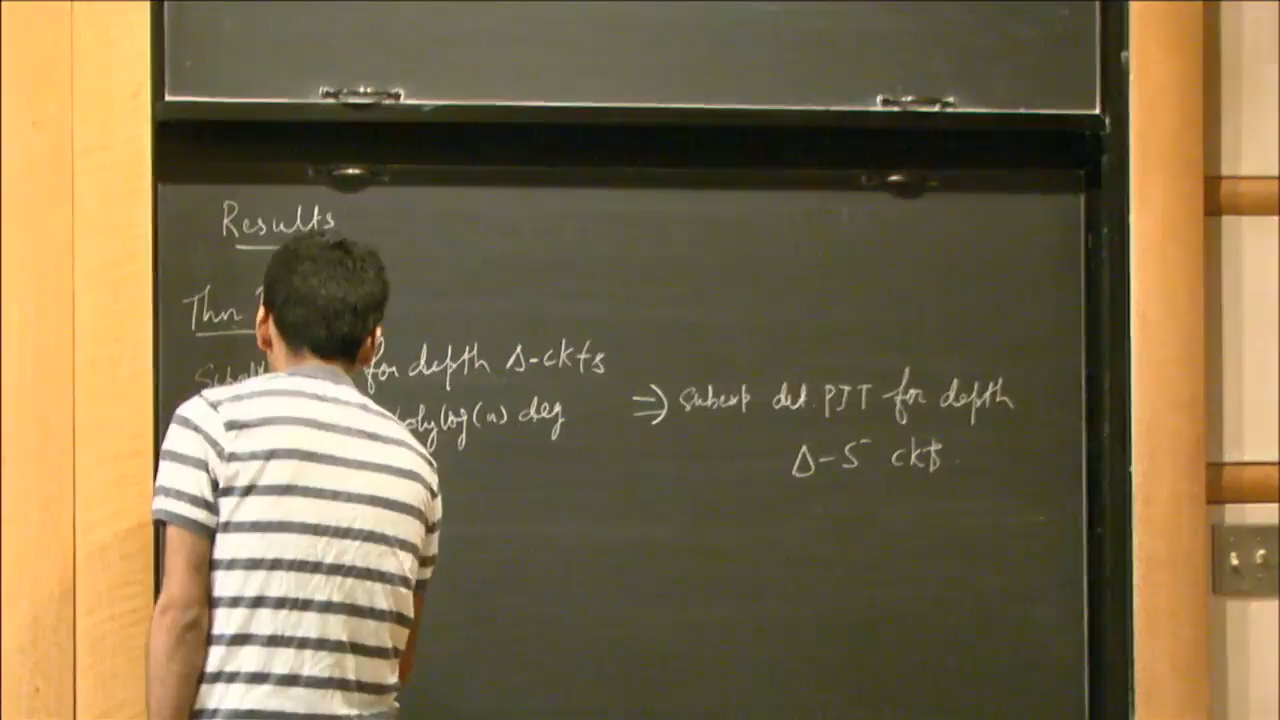 Results
Thm
for depth Δ-ckts
polylog(n) deg
⇒ subexp det. PIT for depth
Δ-5 ckts.